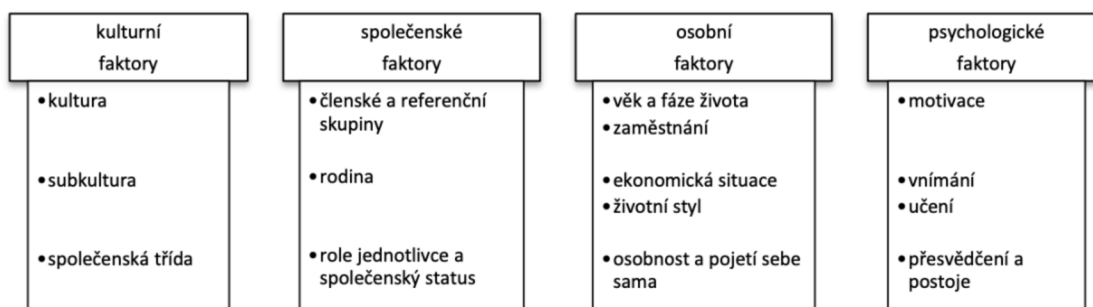 kulturní
faktory
• kultura
• subkultura
• společenská třída
společenské
faktory
• členské a referenční
skupiny
• rodina
• role jednotlivce a
společenský status
osobní
faktory
• věk a fáze života
• zaměstnání
• ekonomická situace
• životní styl
• osobnost a pojetí sebe
sama
psychologické
faktory
• motivace
• vnímání
• učení
• přesvědčení a
postoje